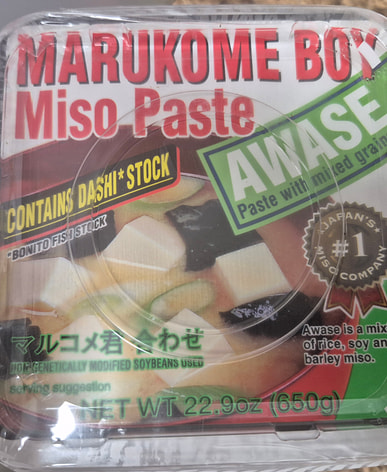 MARUKOME BOY
Miso Paste
AWASE
Paste with mixed grain
CONTAINS DASHI* STOCK
*BONITO FISH STOCK
JAPAN'S
#1
MISO COMPANY
Awase is a mix
of rice, soy an
barley miso.
マルコメ君 合わせ
NON-GENETICALLY MODIFIED SOYBEANS USED
serving suggestion
NET WT 22.9oz (650g)